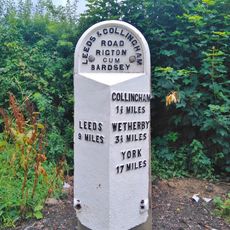 LEEDS & COLLINGHAM
ROAD
RIGTON
CUM
BARDSEY
LEEDS
9 MILES
COLLINGHAM
1½ MILES
WETHERBY
3½ MILES
YORK
17 MILES